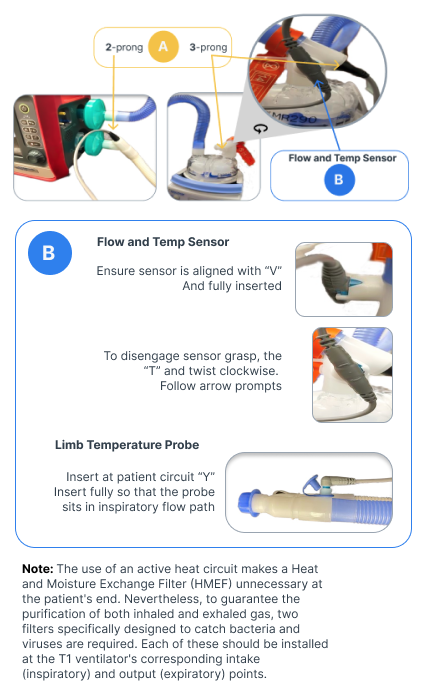 2-prong A 3-prong
MR290
Flow and Temp Sensor
B
B
Flow and Temp Sensor
Ensure sensor is aligned with “V”
And fully inserted
To disengage sensor grasp, the
“T” and twist clockwise.
Follow arrow prompts
Limb Temperature Probe
Insert at patient circuit “Y”
Insert fully so that the probe
sits in inspiratory flow path
Note: The use of an active heat circuit makes a Heat
and Moisture Exchange Filter (HMEF) unnecessary at
the patient's end. Nevertheless, to guarantee the
purification of both inhaled and exhaled gas, two
filters specifically designed to catch bacteria and
viruses are required. Each of these should be installed
at the T1 ventilator's corresponding intake
(inspiratory) and output (expiratory) points.